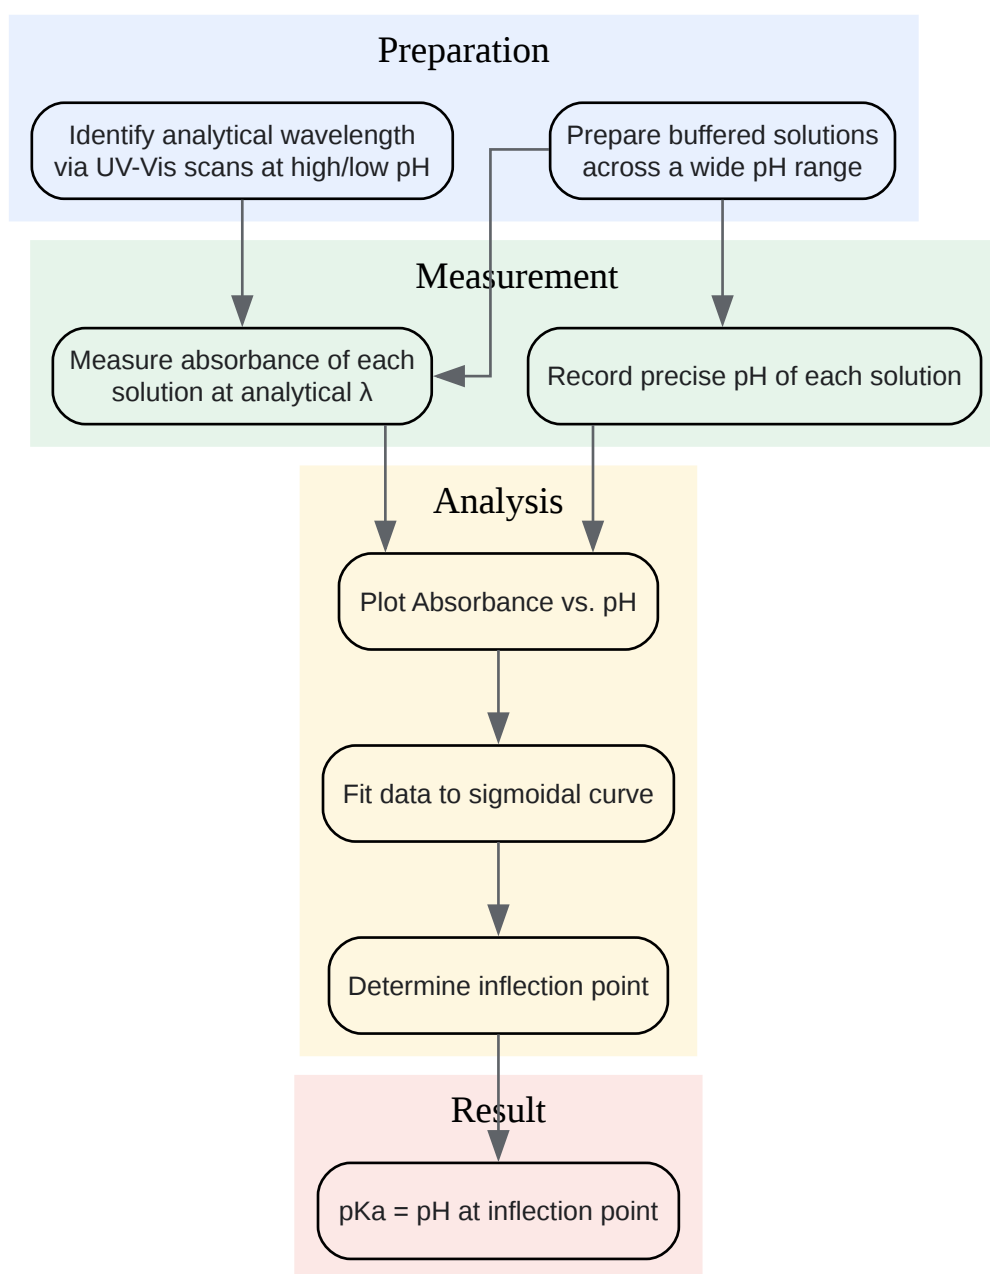 Preparation
Identify analytical wavelength
via UV-Vis scans at high/low pH
Prepare buffered solutions
across a wide pH range
Measurement
Measure absorbance of each
solution at analytical λ
Record precise pH of each solution
Analysis
Plot Absorbance vs. pH
Fit data to sigmoidal curve
Determine inflection point
Result
pKa = pH at inflection point